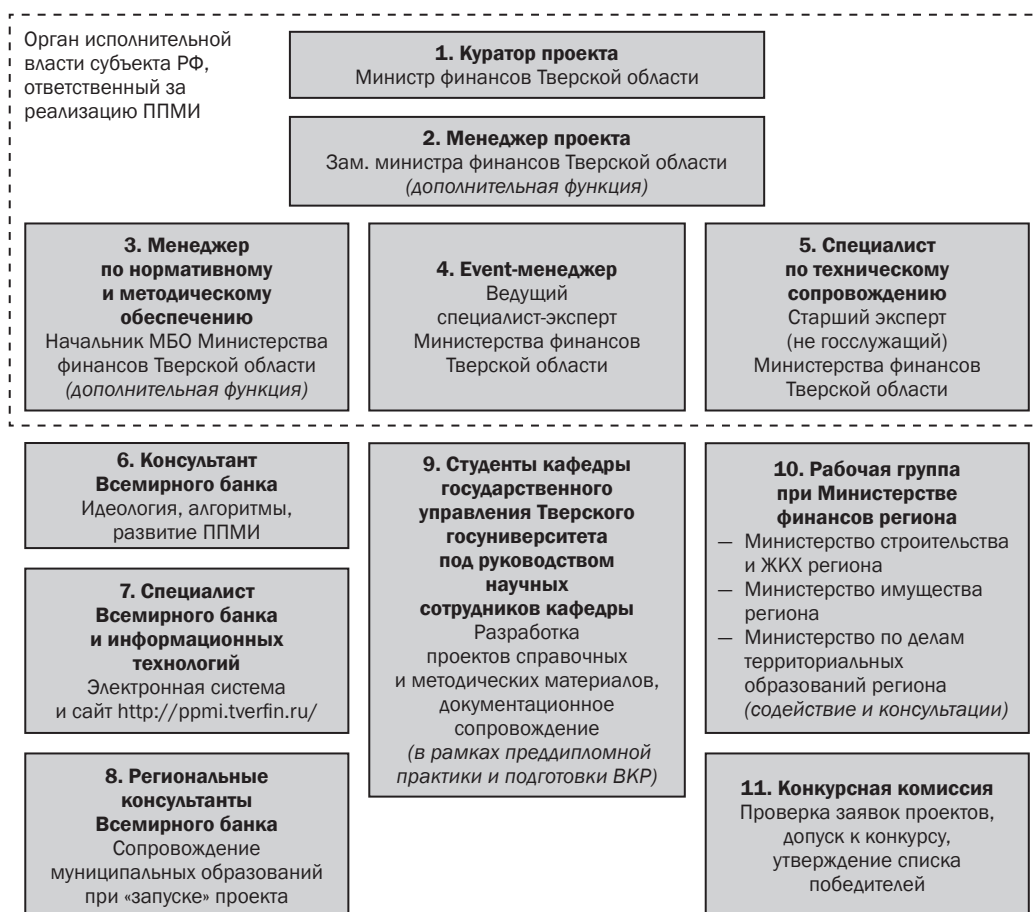 Орган исполнительной
власти субъекта РФ,
ответственный за
реализацию ППМИ
1. Куратор проекта
Министр финансов Тверской области
2. Менеджер проекта
Зам. министра финансов Тверской области
(дополнительная функция)
3. Менеджер
по нормативному
и методическому
обеспечению
Начальник МБО Министерства
финансов Тверской области
(дополнительная функция)
4. Event-менеджер
Ведущий
специалист-эксперт
Министерства финансов
Тверской области
5. Специалист
по техническому
сопровождению
Старший эксперт
(не госслужащий)
Министерства финансов
Тверской области
6. Консультант
Всемирного банка
Идеология, алгоритмы,
развитие ППМИ
7. Специалист
Всемирного банка
и информационных
технологий
Электронная система
и сайт http://ppmi.tverfin.ru/
8. Региональные
консультанты
Всемирного банка
Сопровождение
муниципальных образований
при «запуске» проекта
9. Студенты кафедры
государственного
управления Тверского
госуниверситета
под руководством
научных
сотрудников кафедры
Разработка
проектов справочных
и методических материалов,
документационное
сопровождение
(в рамках преддипломной
практики и подготовки ВКР)
10. Рабочая группа
при Министерстве
финансов региона
— Министерство строительства
и ЖКХ региона
— Министерство имущества
региона
— Министерство по делам
территориальных
образований региона
(содействие и консультации)
11. Конкурсная комиссия
Проверка заявок проектов,
допуск к конкурсу,
утверждение списка
победителей